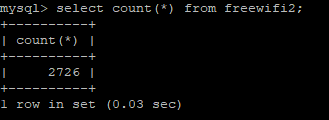 mysql> select count(*) from freewifi2;
+----------+
| count(*) |
+----------+
|     2726 |
+----------+
1 row in set (0.03 sec)